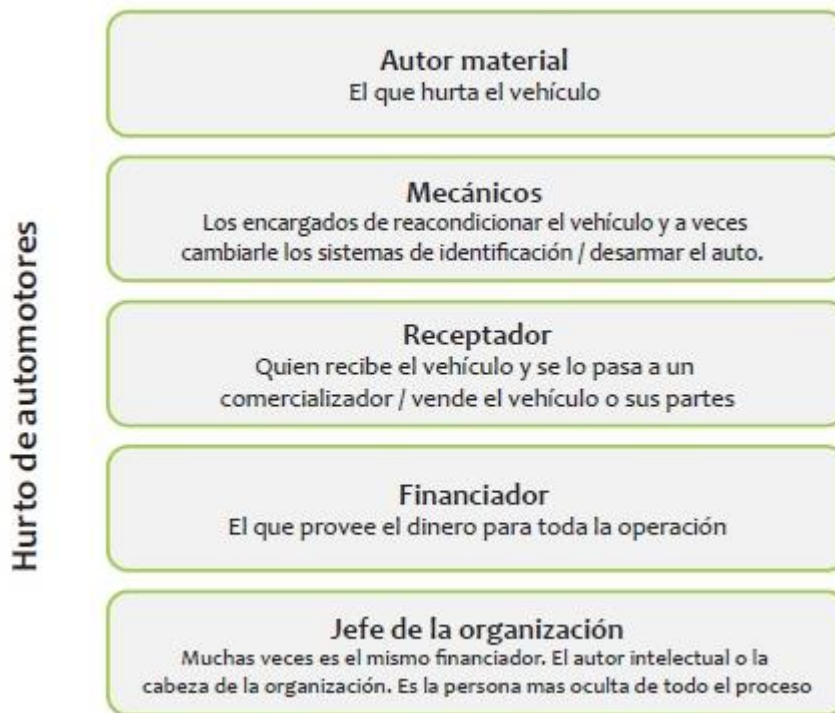 Hurto de automotores
Autor material
El que hurta el vehículo
Mecánicos
Los encargados de reacondicionar el vehículo y a veces
cambiarle los sistemas de identificación / desarmar el auto.
Receptador
Quien recibe el vehículo y se lo pasa a un
comercializador / vende el vehículo o sus partes
Financiador
El que provee el dinero para toda la operación
Jefe de la organización
Muchas veces es el mismo financiador. El autor intelectual o la
cabeza de la organización. Es la persona mas oculta de todo el proceso